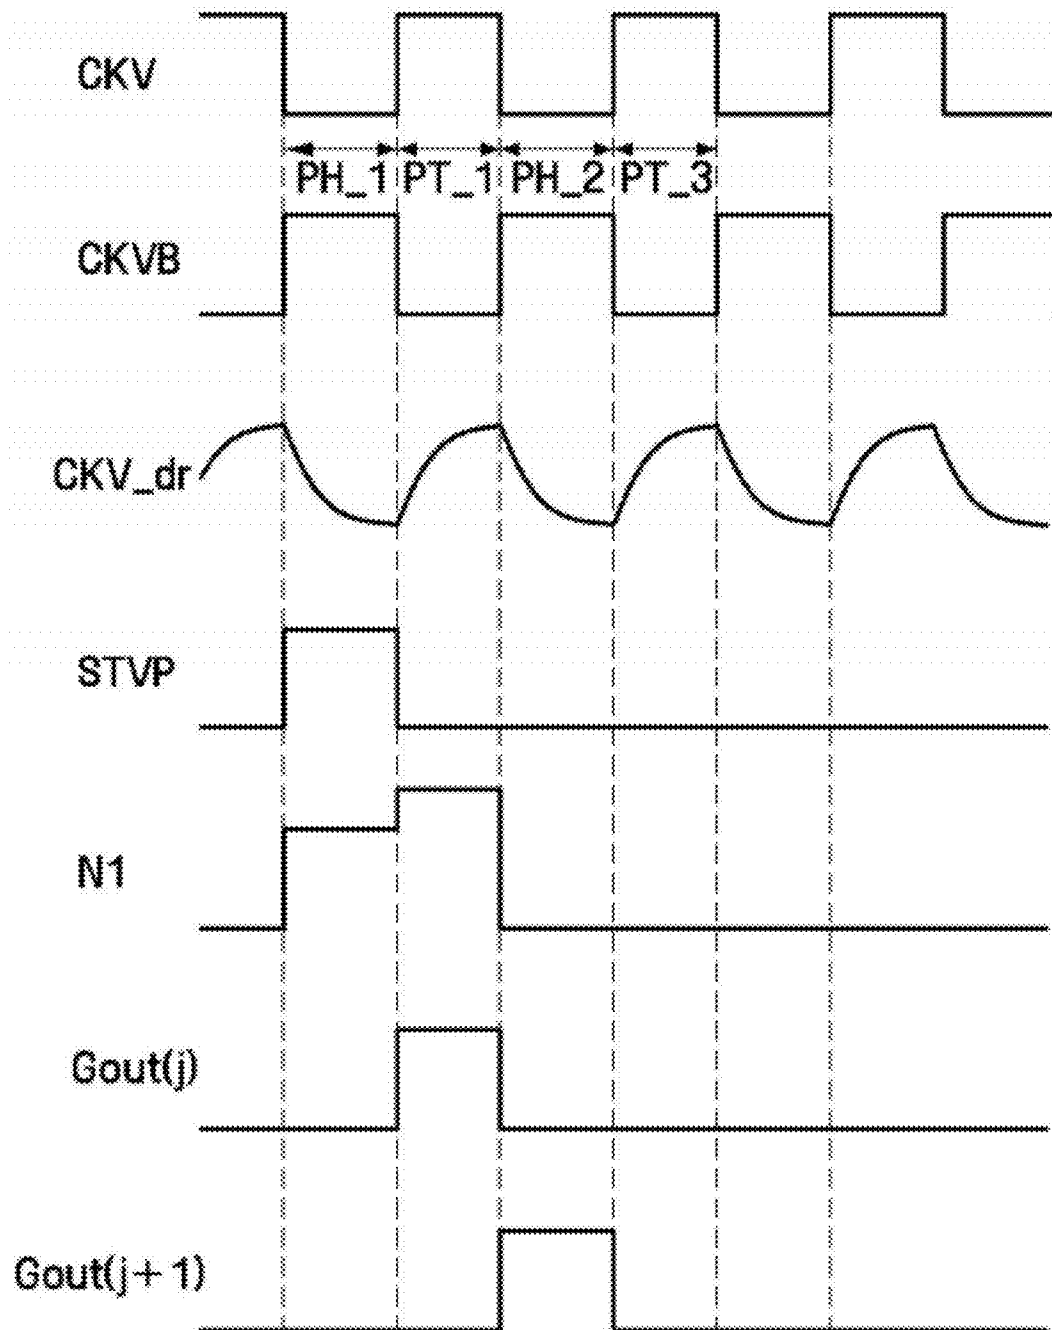 CKV
PH_1 PT_1 PH_2 PT_3
CKVB
CKV_dr
STVP
N1
Gout(j)
Gout(j+1)